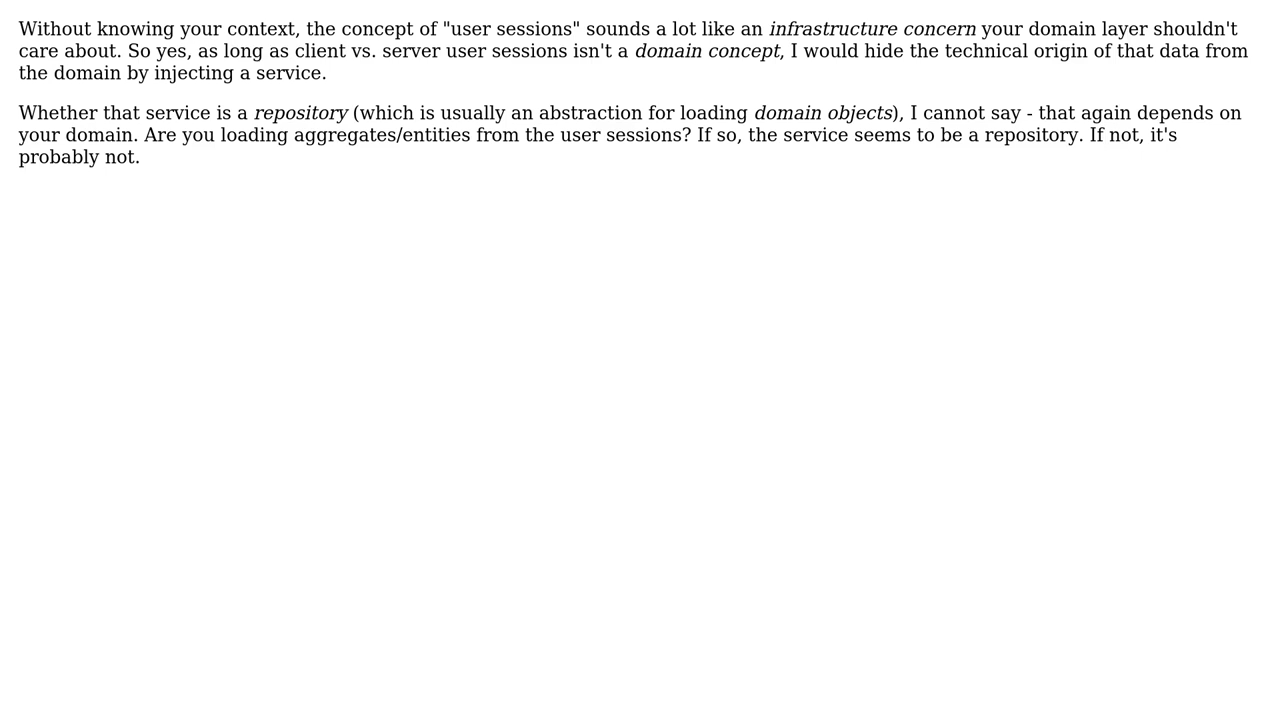 Without knowing your context, the concept of "user sessions" sounds a lot like an infrastructure concern your domain layer shouldn't
care about. So yes, as long as client vs. server user sessions isn't a domain concept, I would hide the technical origin of that data from
the domain by injecting a service.
Whether that service is a repository (which is usually an abstraction for loading domain objects), I cannot say - that again depends on
your domain. Are you loading aggregates/entities from the user sessions? If so, the service seems to be a repository. If not, it's
probably not.